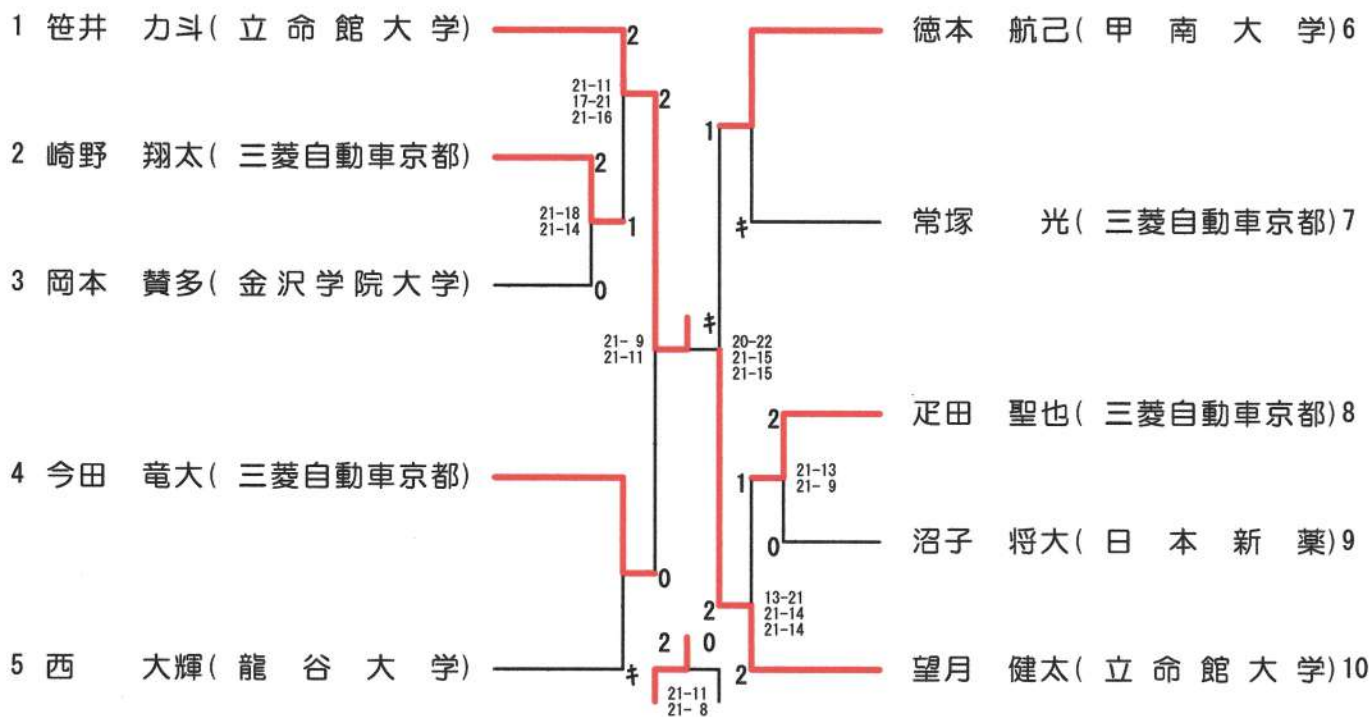 1 笹井 力斗( 立命館大学)
2
21-11
17-21
21-16
2
2 崎野 翔太( 三菱自動車京都)
2
21-18
21-14
1
3 岡本 賛多( 金沢学院大学)
0
21- 9
21-11
4 今田 竜大( 三菱自動車京都)
0
5 西 大輝( 龍谷大学)
キ
徳本 航己( 甲南大学) 6
1
キ
常塚 光( 三菱自動車京都) 7
キ
20-22
21-15
21-15
疋田 聖也( 三菱自動車京都) 8
2
21-13
21- 9
1
0
沼子 将大( 日本新薬) 9
2
13-21
21-14
21-14
2
望月 健太( 立命館大学) 10
2 0
21-11
21- 8